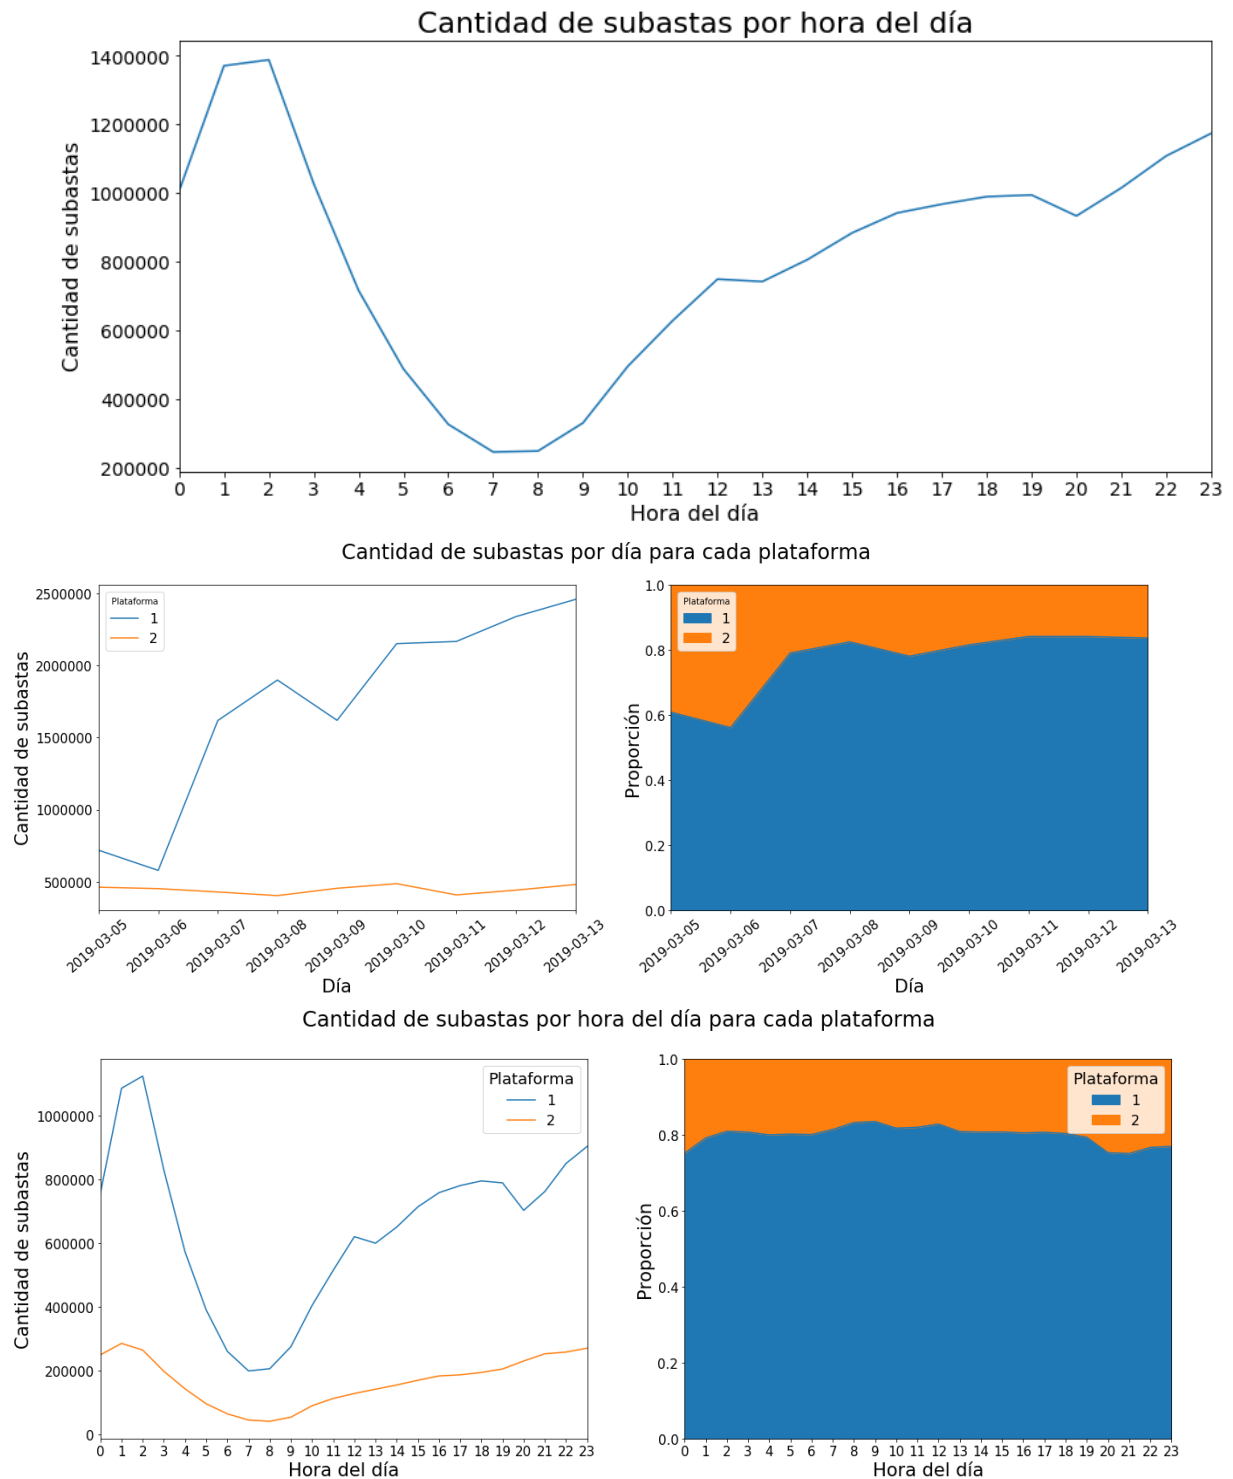 Cantidad de subastas por hora del día
Cantidad de subastas
1400000
1200000
1000000
800000
600000
400000
200000
0 1 2 3 4 5 6 7 8 9 10 11 12 13 14 15 16 17 18 19 20 21 22 23
Hora del día
Cantidad de subastas por día para cada plataforma
Cantidad de subastas
2500000
2000000
1500000
1000000
500000
Plataforma
1
2
2019-03-05 2019-03-06 2019-03-07 2019-03-08 2019-03-09 2019-03-10 2019-03-11 2019-03-12 2019-03-13
Día
Proporción
1.0
0.8
0.6
0.4
0.2
0.0
Plataforma
1
2
2019-03-05 2019-03-06 2019-03-07 2019-03-08 2019-03-09 2019-03-10 2019-03-11 2019-03-12 2019-03-13
Día
Cantidad de subastas por hora del día para cada plataforma
Cantidad de subastas
1000000
800000
600000
400000
200000
0
Plataforma
1
2
0 1 2 3 4 5 6 7 8 9 10 11 12 13 14 15 16 17 18 19 20 21 22 23
Hora del día
Proporción
1.0
0.8
0.6
0.4
0.2
0.0
Plataforma
1
2
0 1 2 3 4 5 6 7 8 9 10 11 12 13 14 15 16 17 18 19 20 21 22 23
Hora del día